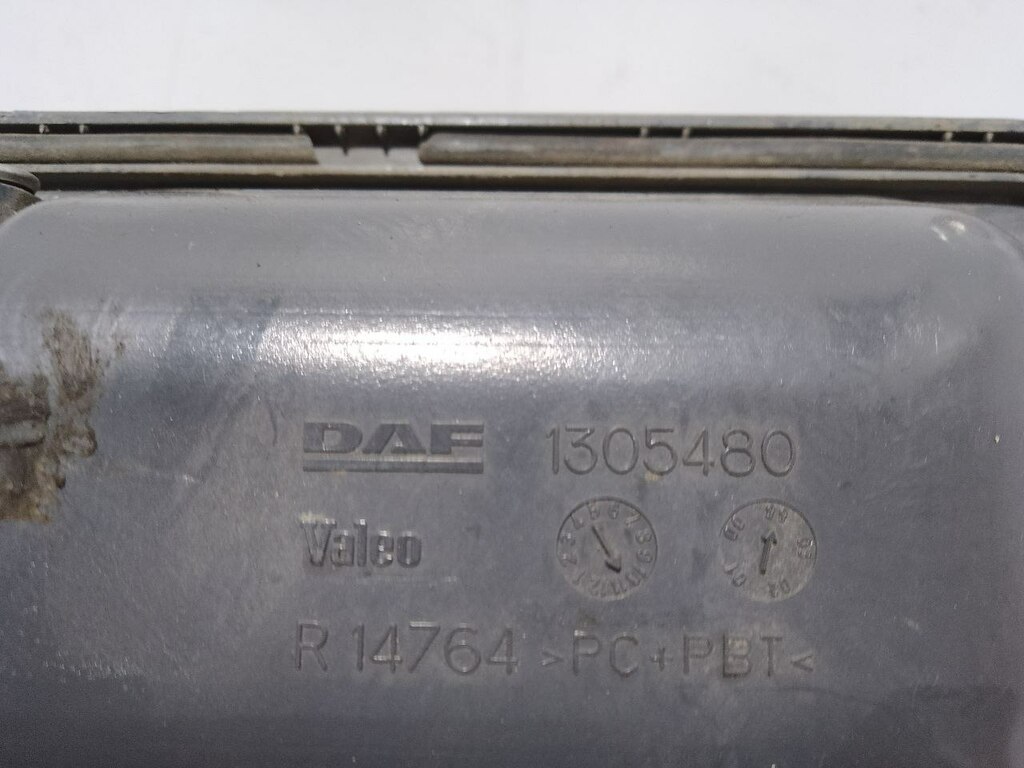 DAF 1305480
Valeo
R 14764 >PC+PBT<